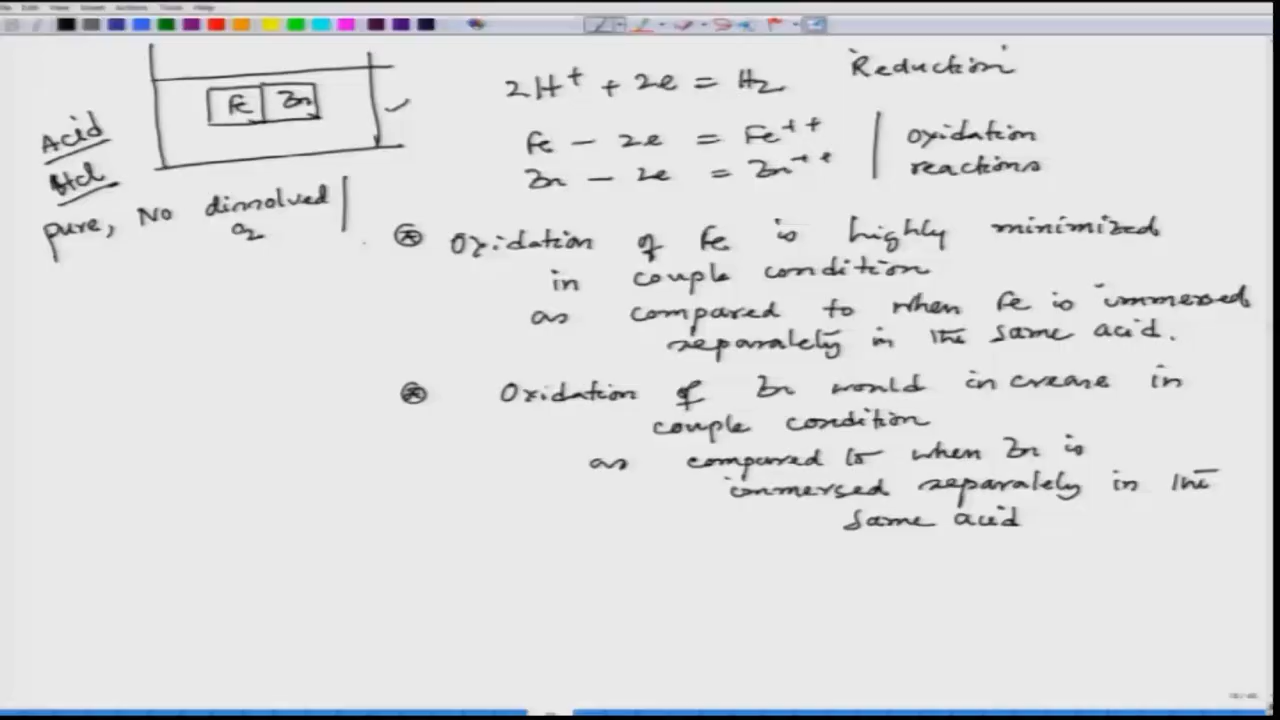 Fe Zn
Acid
HCl
pure, No dissolved
O2
2H+ + 2e = H2 Reduction
Fe - 2e = Fe++
Zn - 2e = Zn++
oxidation
reactions
Oxidation of Fe is highly minimized
in couple condition
as compared to when Fe is immersed
separately in the same acid.
Oxidation of Zn would increase in
couple condition
as compared to when Zn is
immersed separately in the
same acid